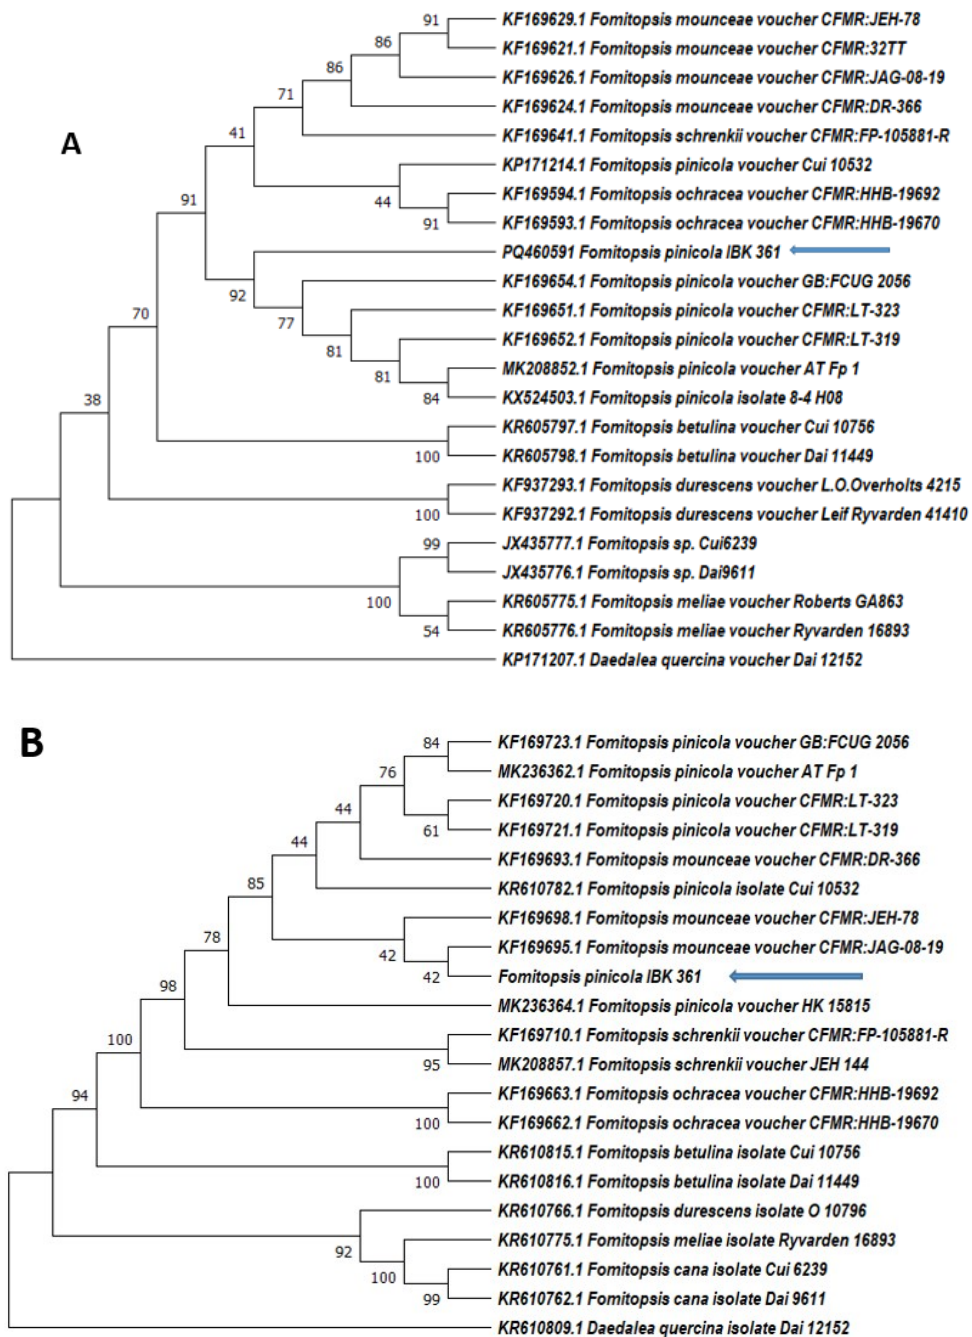 91 KF169629.1 Fomitopsis mounceae voucher CFMR:JEH-78
86 KF169621.1 Fomitopsis mounceae voucher CFMR:32TT
86 KF169626.1 Fomitopsis mounceae voucher CFMR:JAG-08-19
71 KF169624.1 Fomitopsis mounceae voucher CFMR:DR-366
A 41 KF169641.1 Fomitopsis schrenkii voucher CFMR:FP-105881-R
KP171214.1 Fomitopsis pinicola voucher Cui 10532
91 44 KF169594.1 Fomitopsis ochracea voucher CFMR:HHB-19692
91 KF169593.1 Fomitopsis ochracea voucher CFMR:HHB-19670
PQ460591 Fomitopsis pinicola IBK 361
92 KF169654.1 Fomitopsis pinicola voucher GB:FCUG 2056
70 77 KF169651.1 Fomitopsis pinicola voucher CFMR:LT-323
81 KF169652.1 Fomitopsis pinicola voucher CFMR:LT-319
81 MK208852.1 Fomitopsis pinicola voucher AT Fp 1
38 84 KX524503.1 Fomitopsis pinicola isolate 8-4 H08
KR605797.1 Fomitopsis betulina voucher Cui 10756
100 KR605798.1 Fomitopsis betulina voucher Dai 11449
KF937293.1 Fomitopsis durescens voucher L.O.Overholts 4215
100 KF937292.1 Fomitopsis durescens voucher Leif Ryvarden 41410
99 JX435777.1 Fomitopsis sp. Cui6239
JX435776.1 Fomitopsis sp. Dai9611
100 KR605775.1 Fomitopsis meliae voucher Roberts GA863
54 KR605776.1 Fomitopsis meliae voucher Ryvarden 16893
KP171207.1 Daedalea quercina voucher Dai 12152
B 84 KF169723.1 Fomitopsis pinicola voucher GB:FCUG 2056
76 MK236362.1 Fomitopsis pinicola voucher AT Fp 1
44 KF169720.1 Fomitopsis pinicola voucher CFMR:LT-323
44 61 KF169721.1 Fomitopsis pinicola voucher CFMR:LT-319
KF169693.1 Fomitopsis mounceae voucher CFMR:DR-366
85 KR610782.1 Fomitopsis pinicola isolate Cui 10532
KF169698.1 Fomitopsis mounceae voucher CFMR:JEH-78
78 42 KF169695.1 Fomitopsis mounceae voucher CFMR:JAG-08-19
42 Fomitopsis pinicola IBK 361
98 MK236364.1 Fomitopsis pinicola voucher HK 15815
100 KF169710.1 Fomitopsis schrenkii voucher CFMR:FP-105881-R
95 MK208857.1 Fomitopsis schrenkii voucher JEH 144
94 KF169663.1 Fomitopsis ochracea voucher CFMR:HHB-19692
100 KF169662.1 Fomitopsis ochracea voucher CFMR:HHB-19670
KR610815.1 Fomitopsis betulina isolate Cui 10756
100 KR610816.1 Fomitopsis betulina isolate Dai 11449
KR610766.1 Fomitopsis durescens isolate O 10796
92 KR610775.1 Fomitopsis meliae isolate Ryvarden 16893
100 KR610761.1 Fomitopsis cana isolate Cui 6239
99 KR610762.1 Fomitopsis cana isolate Dai 9611
KR610809.1 Daedalea quercina isolate Dai 12152